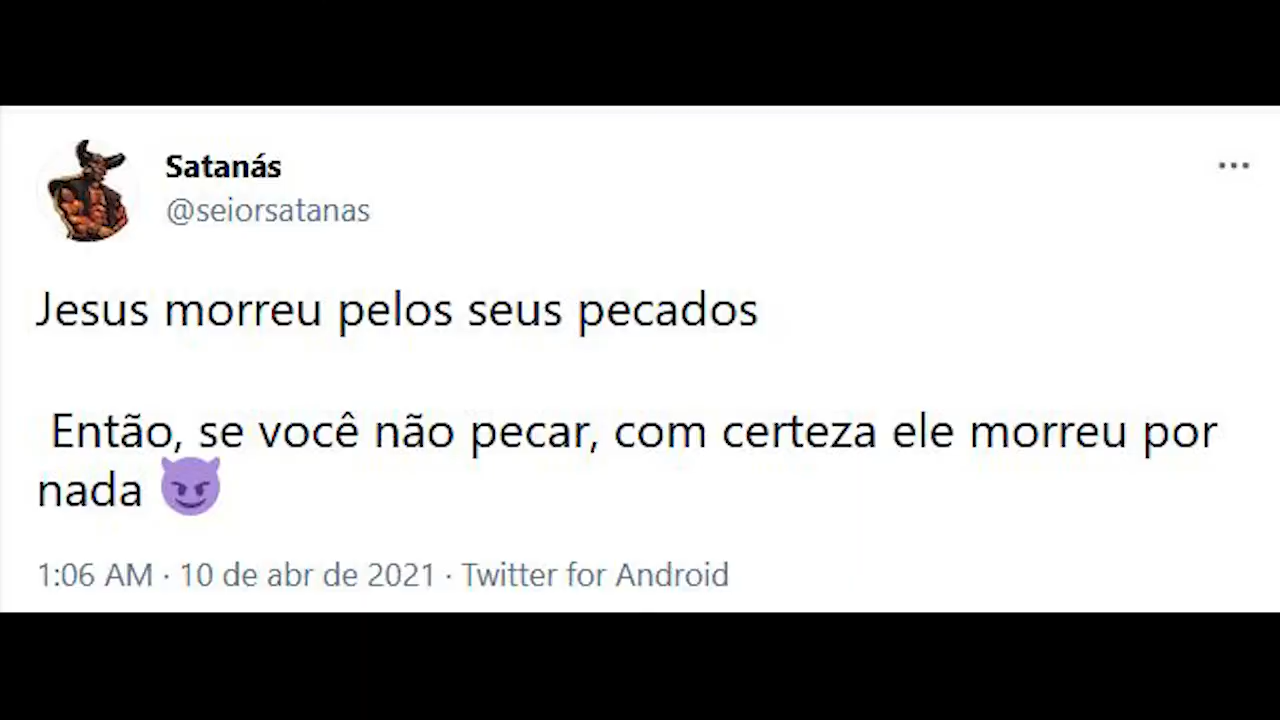 Satanás
@seiorsatanas
Jesus morreu pelos seus pecados
Então, se você não pecar, com certeza ele morreu por
nada 😈
1:06 AM · 10 de abr de 2021 · Twitter for Android